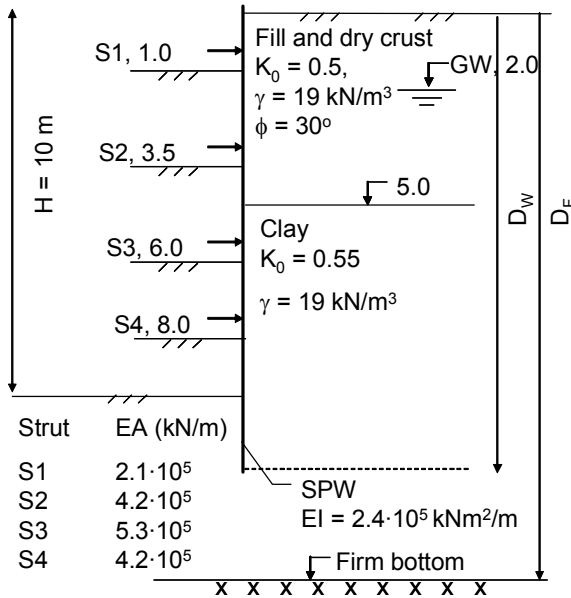 S1, 1.0
Fill and dry crust
K₀ = 0.5,
GW, 2.0
γ = 19 kN/m³
ϕ = 30º
S2, 3.5
H = 10 m
5.0
D_W
D_F
Clay
S3, 6.0
K₀ = 0.55
γ = 19 kN/m³
S4, 8.0
Strut EA (kN/m)
S1 2.1·10⁵
S2 4.2·10⁵
S3 5.3·10⁵
S4 4.2·10⁵
SPW
EI = 2.4·10⁵ kNm²/m
Firm bottom
X X X X X X X X X